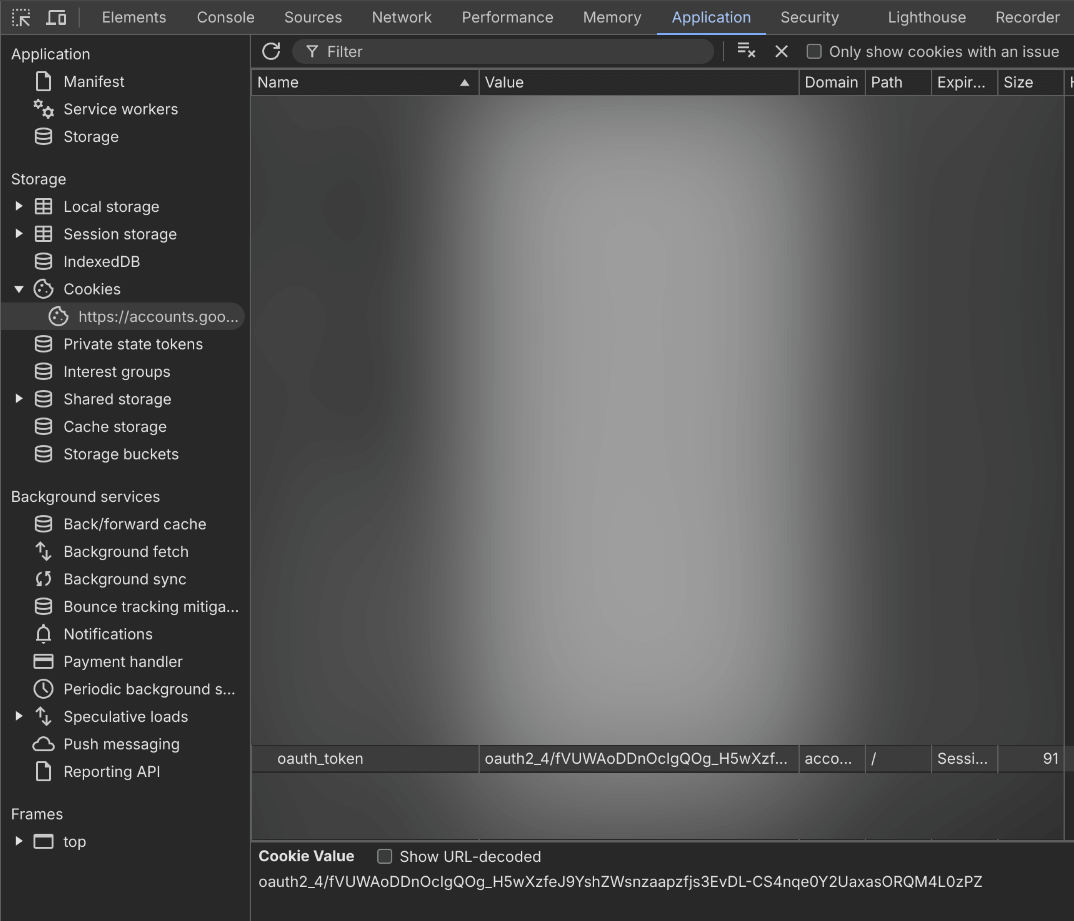 Elements Console Sources Network Performance Memory Application Security Lighthouse Recorder
Application
Manifest
Service workers
Storage
Storage
Local storage
Session storage
IndexedDB
Cookies
https://accounts.goo...
Private state tokens
Interest groups
Shared storage
Cache storage
Storage buckets
Background services
Back/forward cache
Background fetch
Background sync
Bounce tracking mitiga...
Notifications
Payment handler
Periodic background s...
Speculative loads
Push messaging
Reporting API
Frames
top
Filter Only show cookies with an issue
Name Value Domain Path Expir... Size
oauth_token oauth2_4/fVUWAoDDnOcIgQOg_H5wXzf... acco... / Sessi... 91
Cookie Value Show URL-decoded
oauth2_4/fVUWAoDDnOcIgQOg_H5wXzfeJ9YshZWsnzaapzfjs3EvDL-CS4nqe0Y2UaxasORQM4L0zPZ